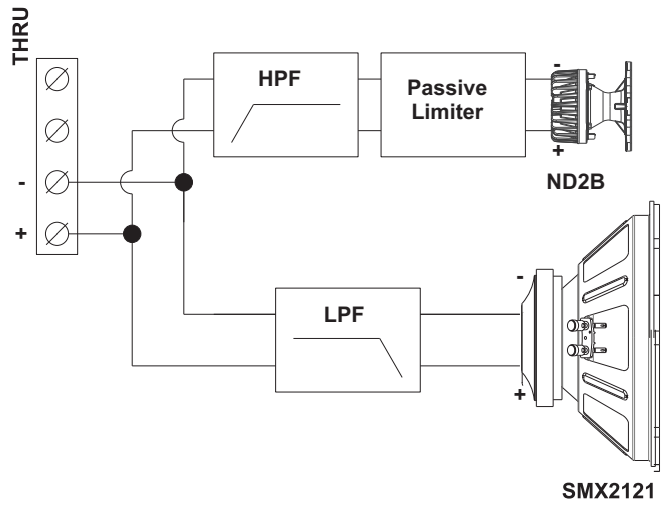 THRU
HPF
Passive
Limiter
-
+
ND2B
-
+
LPF
-
+
SMX2121